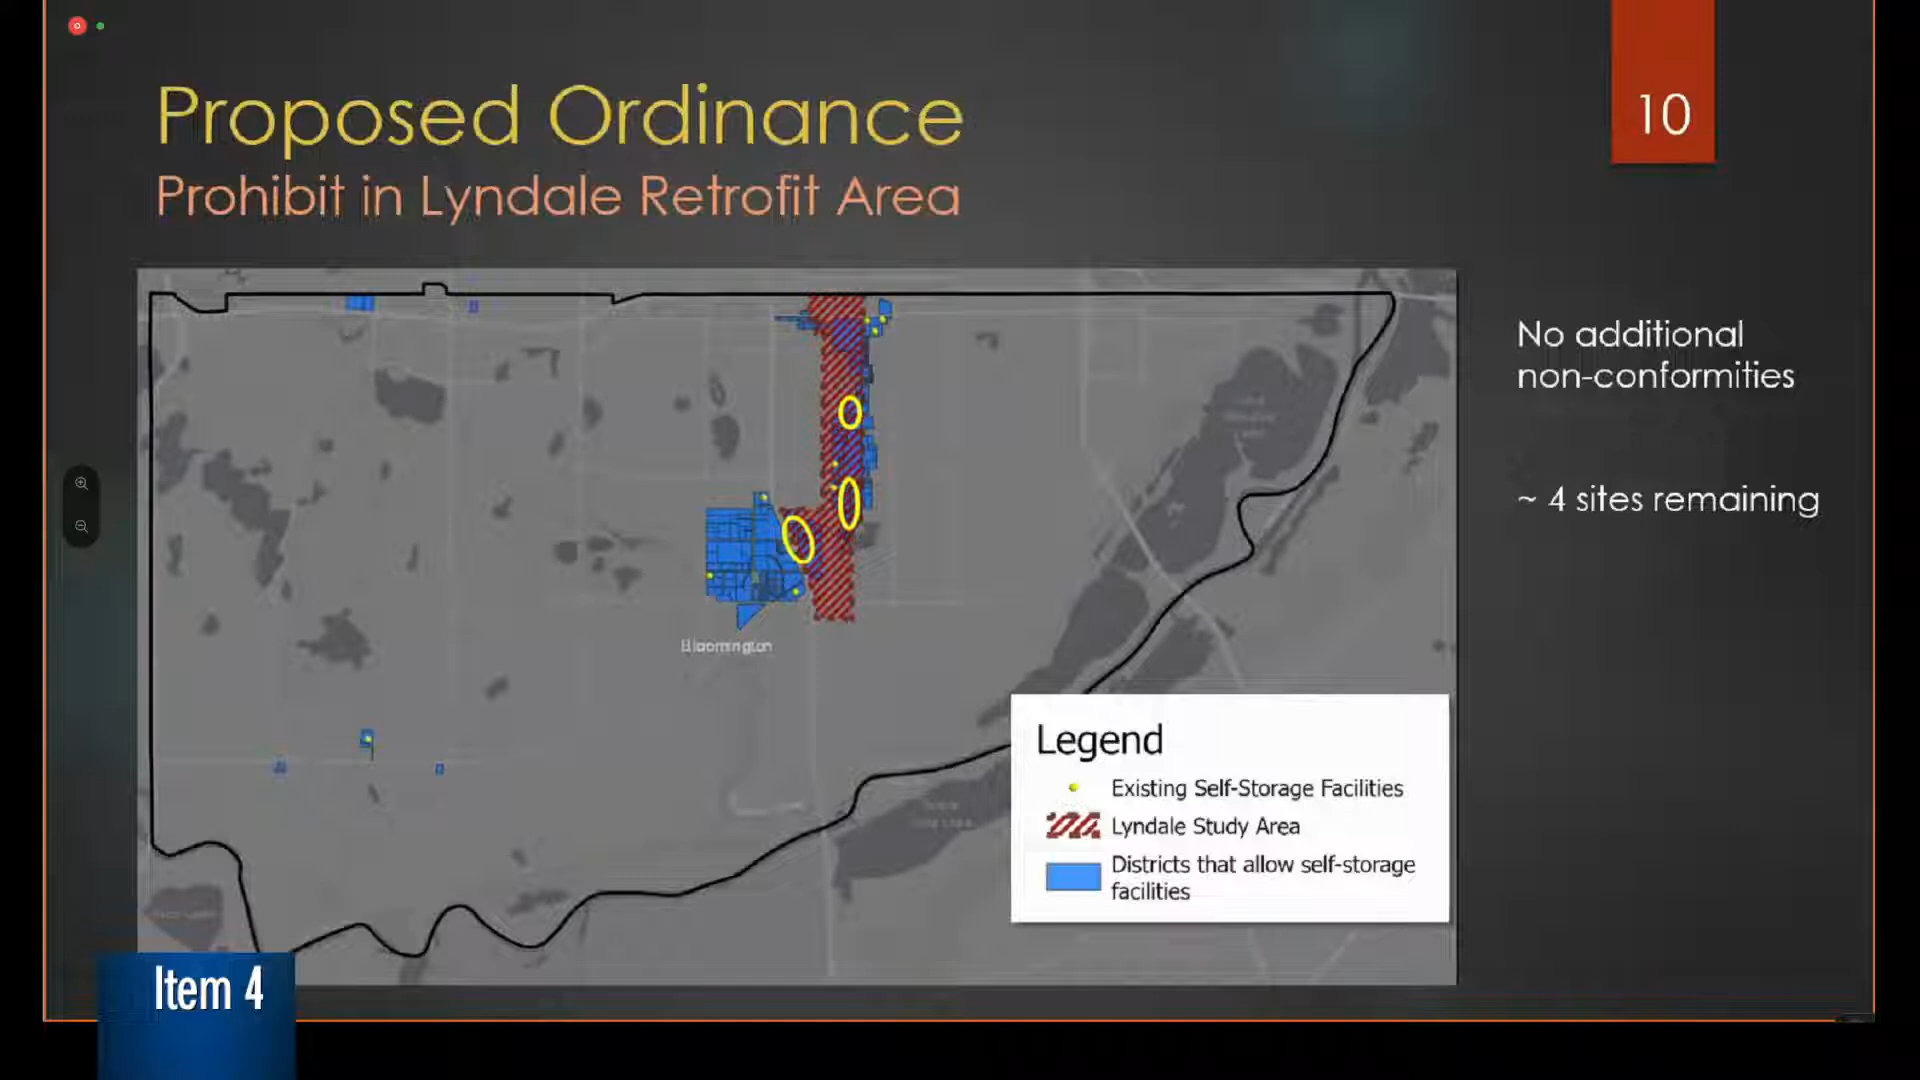 Proposed Ordinance
10
Prohibit in Lyndale Retrofit Area
No additional
non-conformities
~ 4 sites remaining
Bloomington
Legend
Existing Self-Storage Facilities
Lyndale Study Area
Districts that allow self-storage
facilities
Item 4